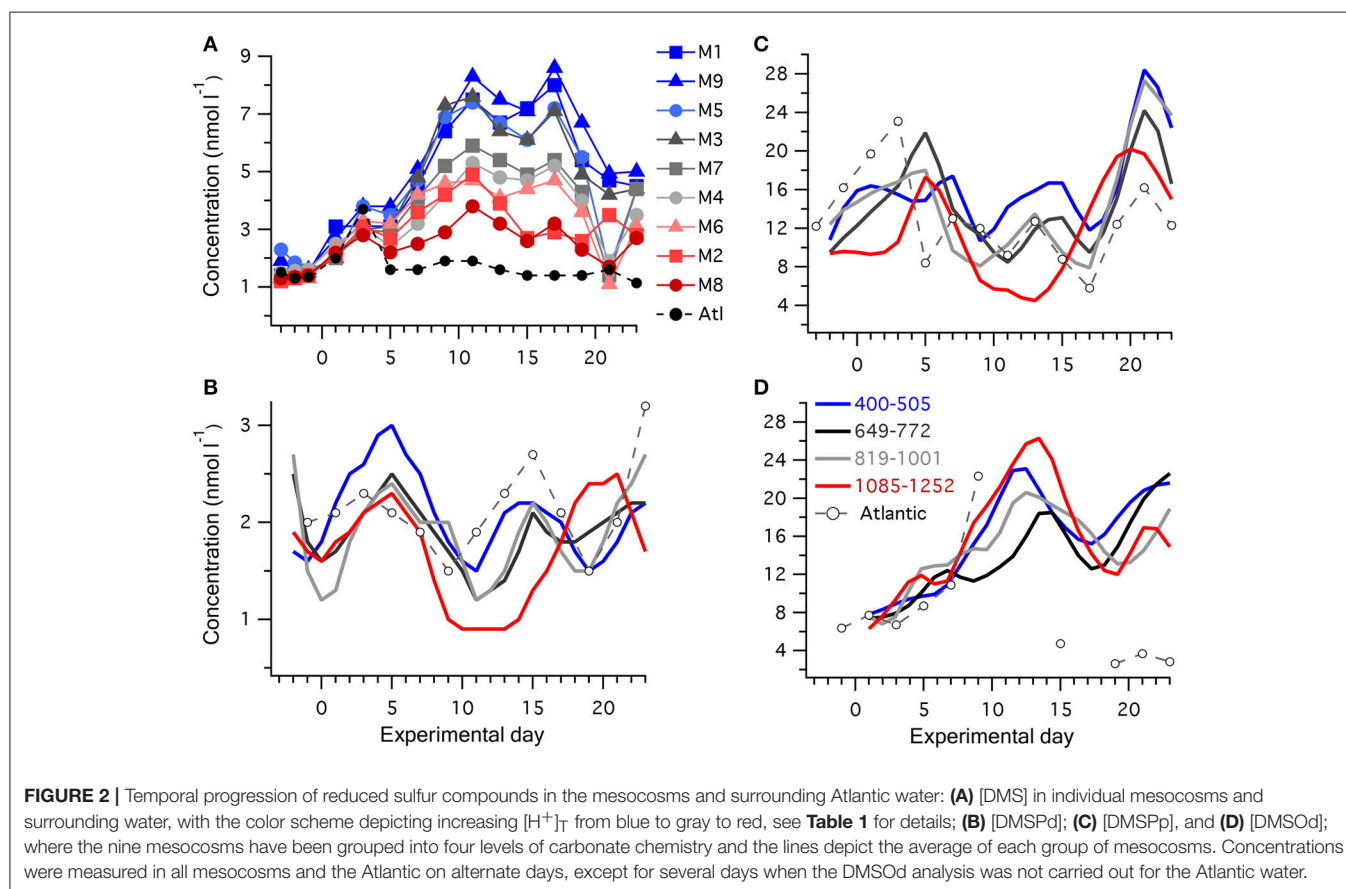 A
9
7
5
3
1
Concentration (nmol l⁻¹)
0 5 10 15 20
M1
M9
M5
M3
M7
M4
M6
M2
M8
Atl
C
28
24
20
16
12
8
4
0 5 10 15 20
B
3
2
1
Concentration (nmol l⁻¹)
0 5 10 15 20
Experimental day
D
28
24
20
16
12
8
4
400-505
649-772
819-1001
1085-1252
Atlantic
0 5 10 15 20
Experimental day
FIGURE 2 | Temporal progression of reduced sulfur compounds in the mesocosms and surrounding Atlantic water: (A) [DMS] in individual mesocosms and
surrounding water, with the color scheme depicting increasing [H⁺]T from blue to gray to red, see Table 1 for details; (B) [DMSPd]; (C) [DMSPp], and (D) [DMSOd];
where the nine mesocosms have been grouped into four levels of carbonate chemistry and the lines depict the average of each group of mesocosms. Concentrations
were measured in all mesocosms and the Atlantic on alternate days, except for several days when the DMSOd analysis was not carried out for the Atlantic water.